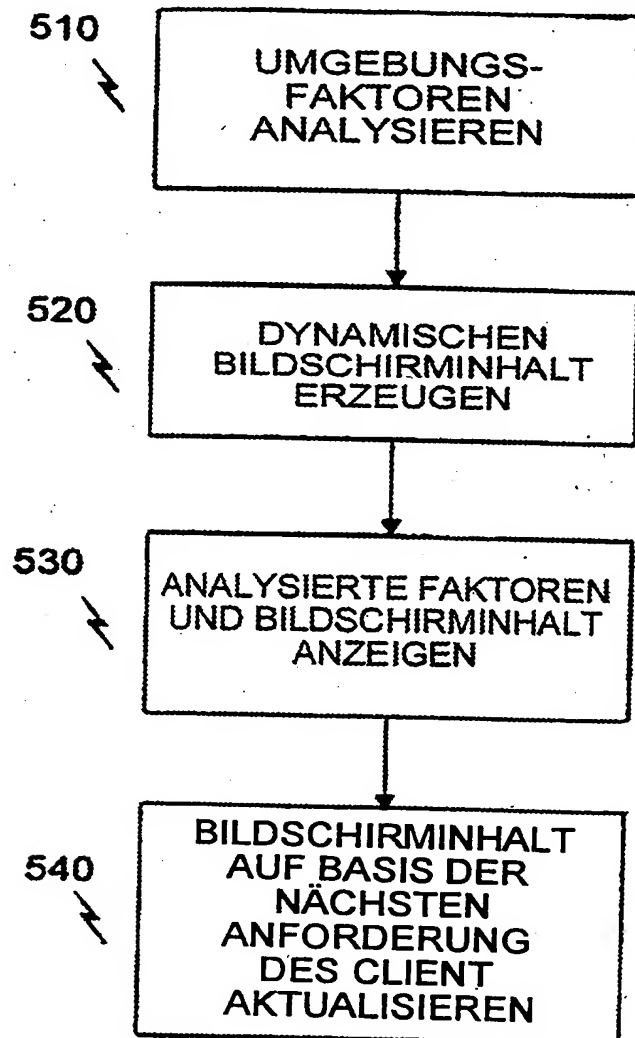 510
UMGEBUNGS-
FAKTOREN
ANALYSIEREN
520
DYNAMISCHEN
BILDSCHIRMINHALT
ERZEUGEN
530
ANALYSIERTE FAKTOREN
UND BILDSCHIRMINHALT
ANZEIGEN
540
BILDSCHIRMINHALT
AUF BASIS DER
NÄCHSTEN
ANFORDERUNG
DES CLIENT
AKTUALISIEREN